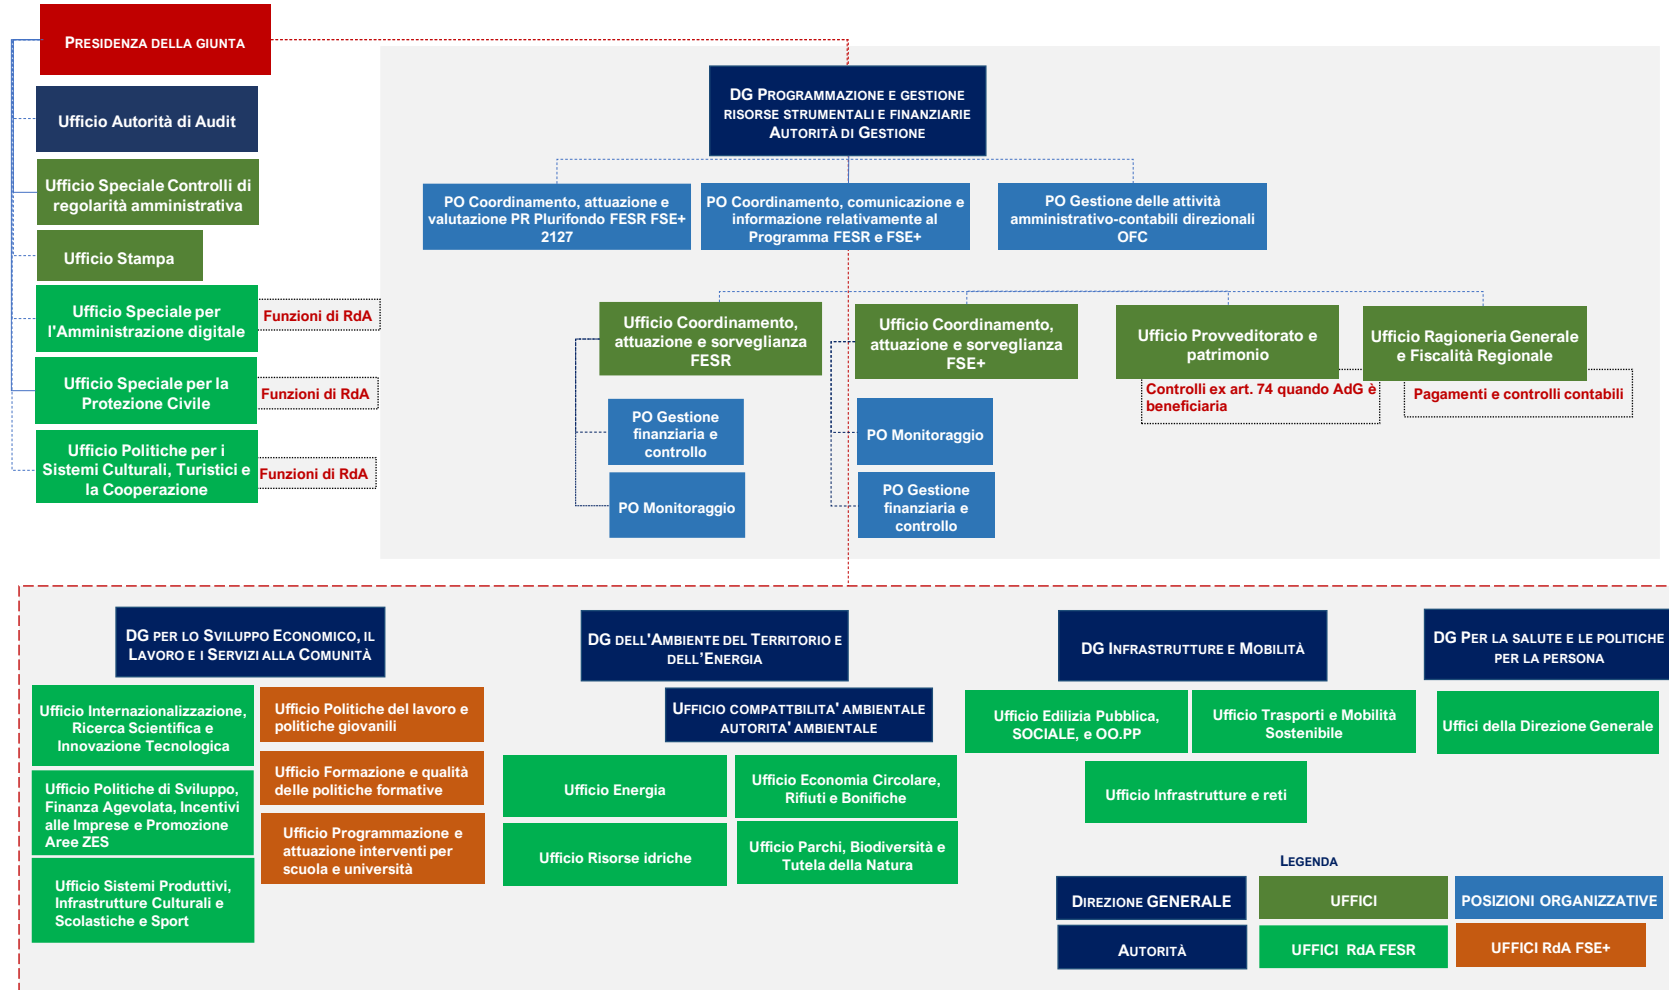 PRESIDENZA DELLA GIUNTA
Ufficio Autorità di Audit
Ufficio Speciale Controlli di
regolarità amministrativa
Ufficio Stampa
Ufficio Speciale per
l'Amministrazione digitale
Funzioni di RdA
Ufficio Speciale per la
Protezione Civile
Funzioni di RdA
Ufficio Politiche per i
Sistemi Culturali, Turistici e
la Cooperazione
Funzioni di RdA
DG PROGRAMMAZIONE E GESTIONE
RISORSE STRUMENTALI E FINANZIARIE
AUTORITÀ DI GESTIONE
PO Coordinamento, attuazione e
valutazione PR Plurifondo FESR FSE+
2127
PO Coordinamento, comunicazione e
informazione relativamente al
Programma FESR e FSE+
PO Gestione delle attività
amministrativo-contabili direzionali
OFC
Ufficio Coordinamento,
attuazione e sorveglianza
FESR
Ufficio Coordinamento,
attuazione e sorveglianza
FSE+
Ufficio Provveditorato e
patrimonio
Ufficio Ragioneria Generale
e Fiscalità Regionale
Controlli ex art. 74 quando AdG è
beneficiaria
Pagamenti e controlli contabili
PO Gestione
finanziaria e
controllo
PO Monitoraggio
PO Monitoraggio
PO Gestione
finanziaria e
controllo
DG PER LO SVILUPPO ECONOMICO, IL
LAVORO E I SERVIZI ALLA COMUNITÀ
Ufficio Internazionalizzazione,
Ricerca Scientifica e
Innovazione Tecnologica
Ufficio Politiche di Sviluppo,
Finanza Agevolata, Incentivi
alle Imprese e Promozione
Aree ZES
Ufficio Sistemi Produttivi,
Infrastrutture Culturali e
Scolastiche e Sport
Ufficio Politiche del lavoro e
politiche giovanili
Ufficio Formazione e qualità
delle politiche formative
Ufficio Programmazione e
attuazione interventi per
scuola e università
DG DELL'AMBIENTE DEL TERRITORIO E
DELL'ENERGIA
UFFICIO COMPATTBILITA' AMBIENTALE
AUTORITA' AMBIENTALE
Ufficio Energia
Ufficio Economia Circolare,
Rifiuti e Bonifiche
Ufficio Risorse idriche
Ufficio Parchi, Biodiversità e
Tutela della Natura
DG INFRASTRUTTURE E MOBILITÀ
Ufficio Edilizia Pubblica,
SOCIALE, e OO.PP
Ufficio Trasporti e Mobilità
Sostenibile
Ufficio Infrastrutture e reti
DG PER LA SALUTE E LE POLITICHE
PER LA PERSONA
Uffici della Direzione Generale
LEGENDA
DIREZIONE GENERALE
UFFICI
POSIZIONI ORGANIZZATIVE
AUTORITÀ
UFFICI RdA FESR
UFFICI RdA FSE+